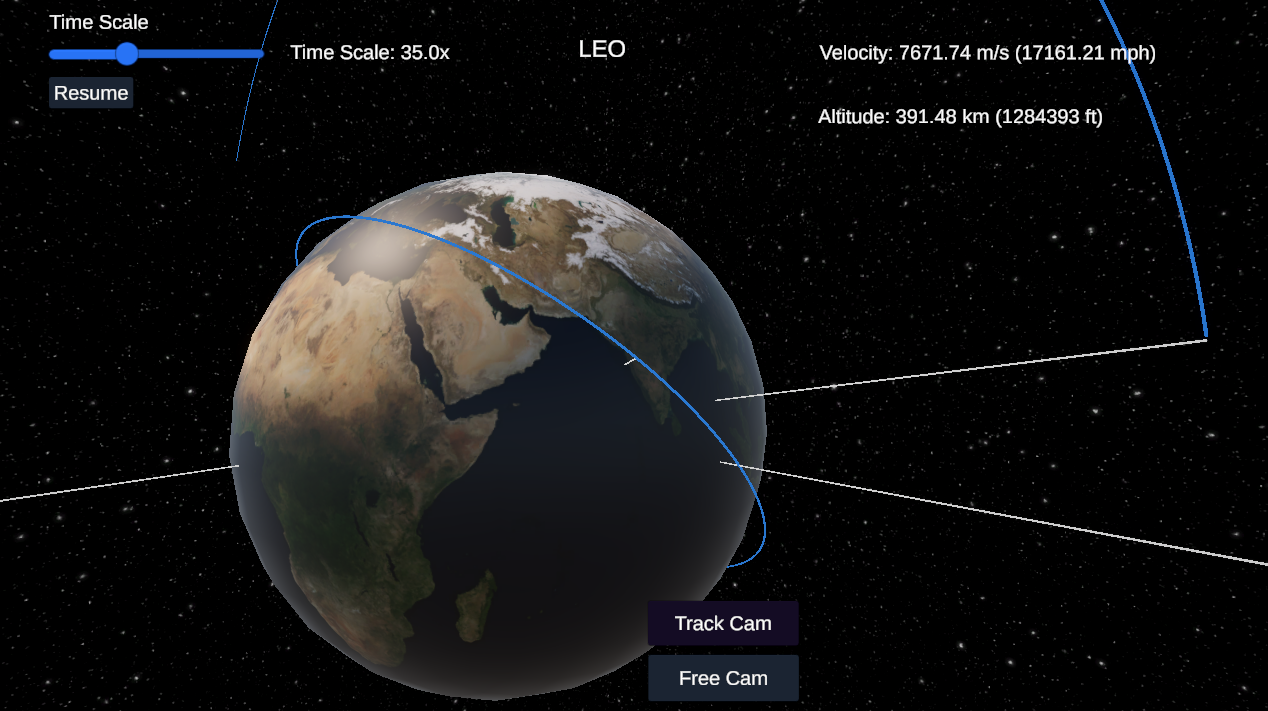 Time Scale
Time Scale: 35.0x
LEO
Velocity: 7671.74 m/s (17161.21 mph)
Resume
Altitude: 391.48 km (1284393 ft)
Track Cam
Free Cam